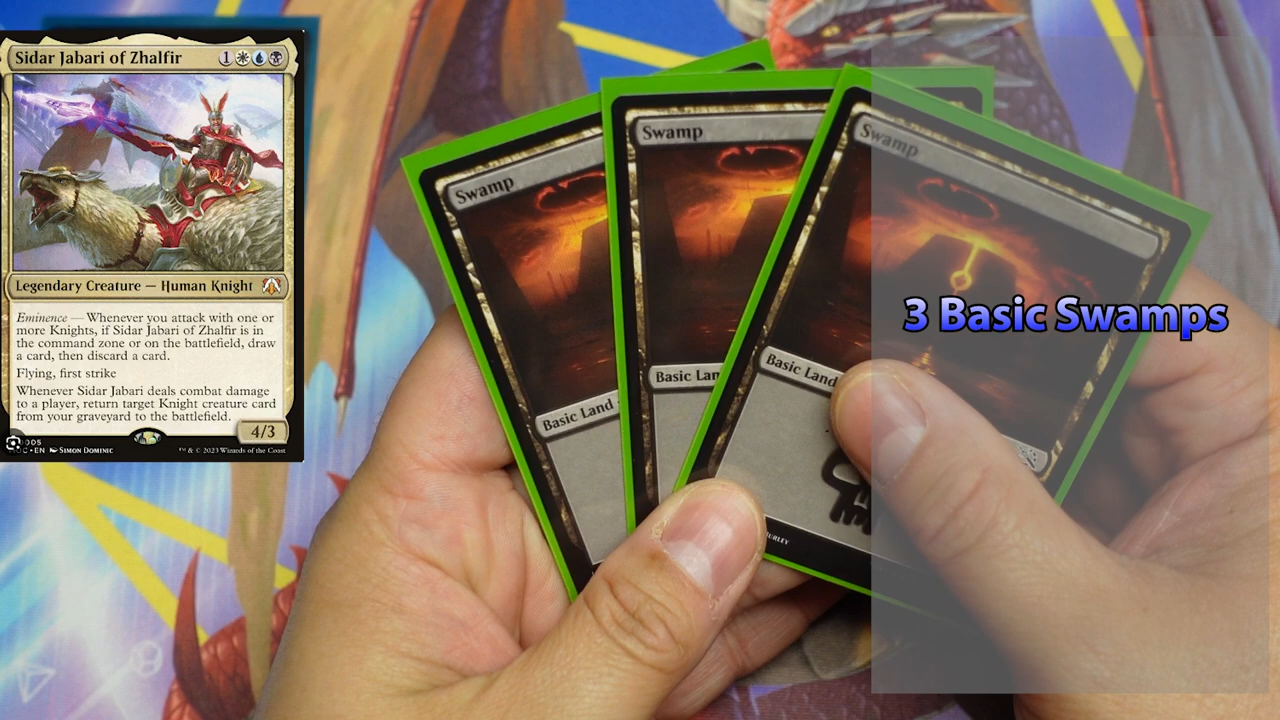 Sidar Jabari of Zhalfir 1
Legendary Creature — Human Knight
Eminence — Whenever you attack with one or
more Knights, if Sidar Jabari of Zhalfir is in
the command zone or on the battlefield, draw
a card, then discard a card.
Flying, first strike
Whenever Sidar Jabari deals combat damage
to a player, return target Knight creature card
from your graveyard to the battlefield.
4/3
EN SIMON DOMINIC
™ & © 2023 Wizards of the Coast
Swamp
Basic Land
Swamp
Basic Lan
Swamp
Basic Land
3 Basic Swamps